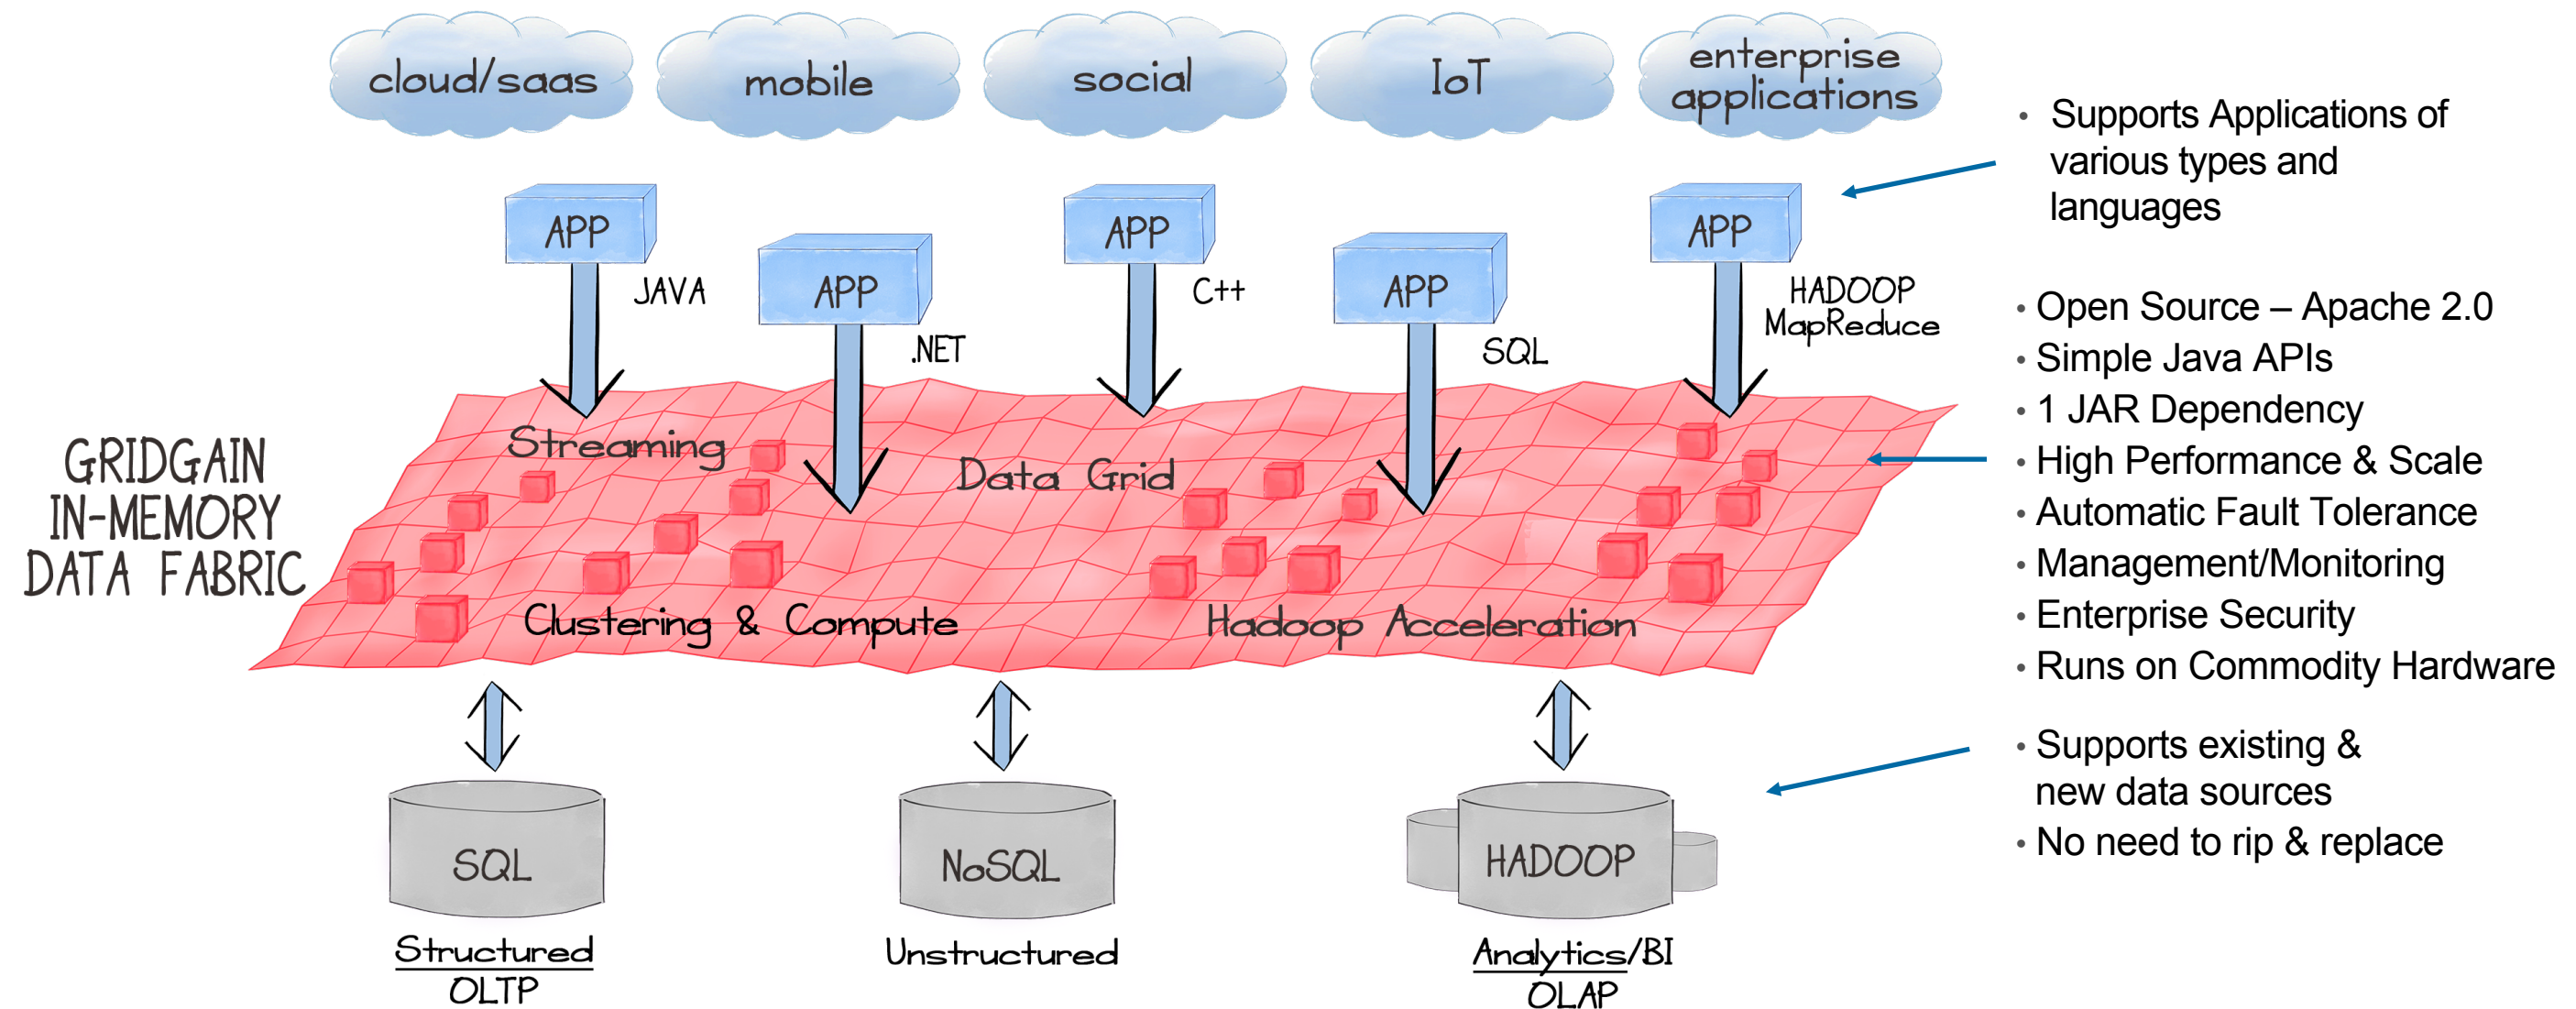 cloud/saas
mobile
social
IoT
enterprise
applications
APP
JAVA
APP
.NET
APP
C++
APP
SQL
APP
HADOOP
MapReduce
GRIDGAIN
IN-MEMORY
DATA FABRIC
Streaming
Data Grid
Clustering & Compute
Hadoop Acceleration
SQL
Structured
OLTP
NoSQL
Unstructured
HADOOP
Analytics/BI
OLAP
• Supports Applications of
various types and
languages
• Open Source – Apache 2.0
• Simple Java APIs
• 1 JAR Dependency
• High Performance & Scale
• Automatic Fault Tolerance
• Management/Monitoring
• Enterprise Security
• Runs on Commodity Hardware
• Supports existing &
new data sources
• No need to rip & replace